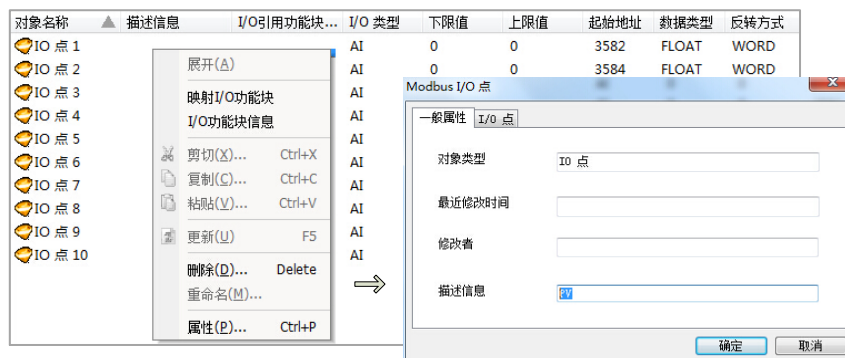 对象名称 描述信息 I/O引用功能块... I/O 类型 下限值 上限值 起始地址 数据类型 反转方式
IO 点 1 AI 0 0 3582 FLOAT WORD
IO 点 2 AI 0 0 3584 FLOAT WORD
IO 点 3 AI
IO 点 4 AI
IO 点 5 AI
IO 点 6 AI
IO 点 7 AI
IO 点 8 AI
IO 点 9 AI
IO 点 10 AI
展开(A)
映射I/O功能块
I/O功能块信息
剪切(X)... Ctrl+X
复制(C)... Ctrl+C
粘贴(V)... Ctrl+V
更新(U) F5
删除(D)... Delete
重命名(M)...
属性(P)... Ctrl+P
Modbus I/O 点
一般属性 I/O 点
对象类型 IO 点
最近修改时间
修改者
描述信息 PV
确定 取消